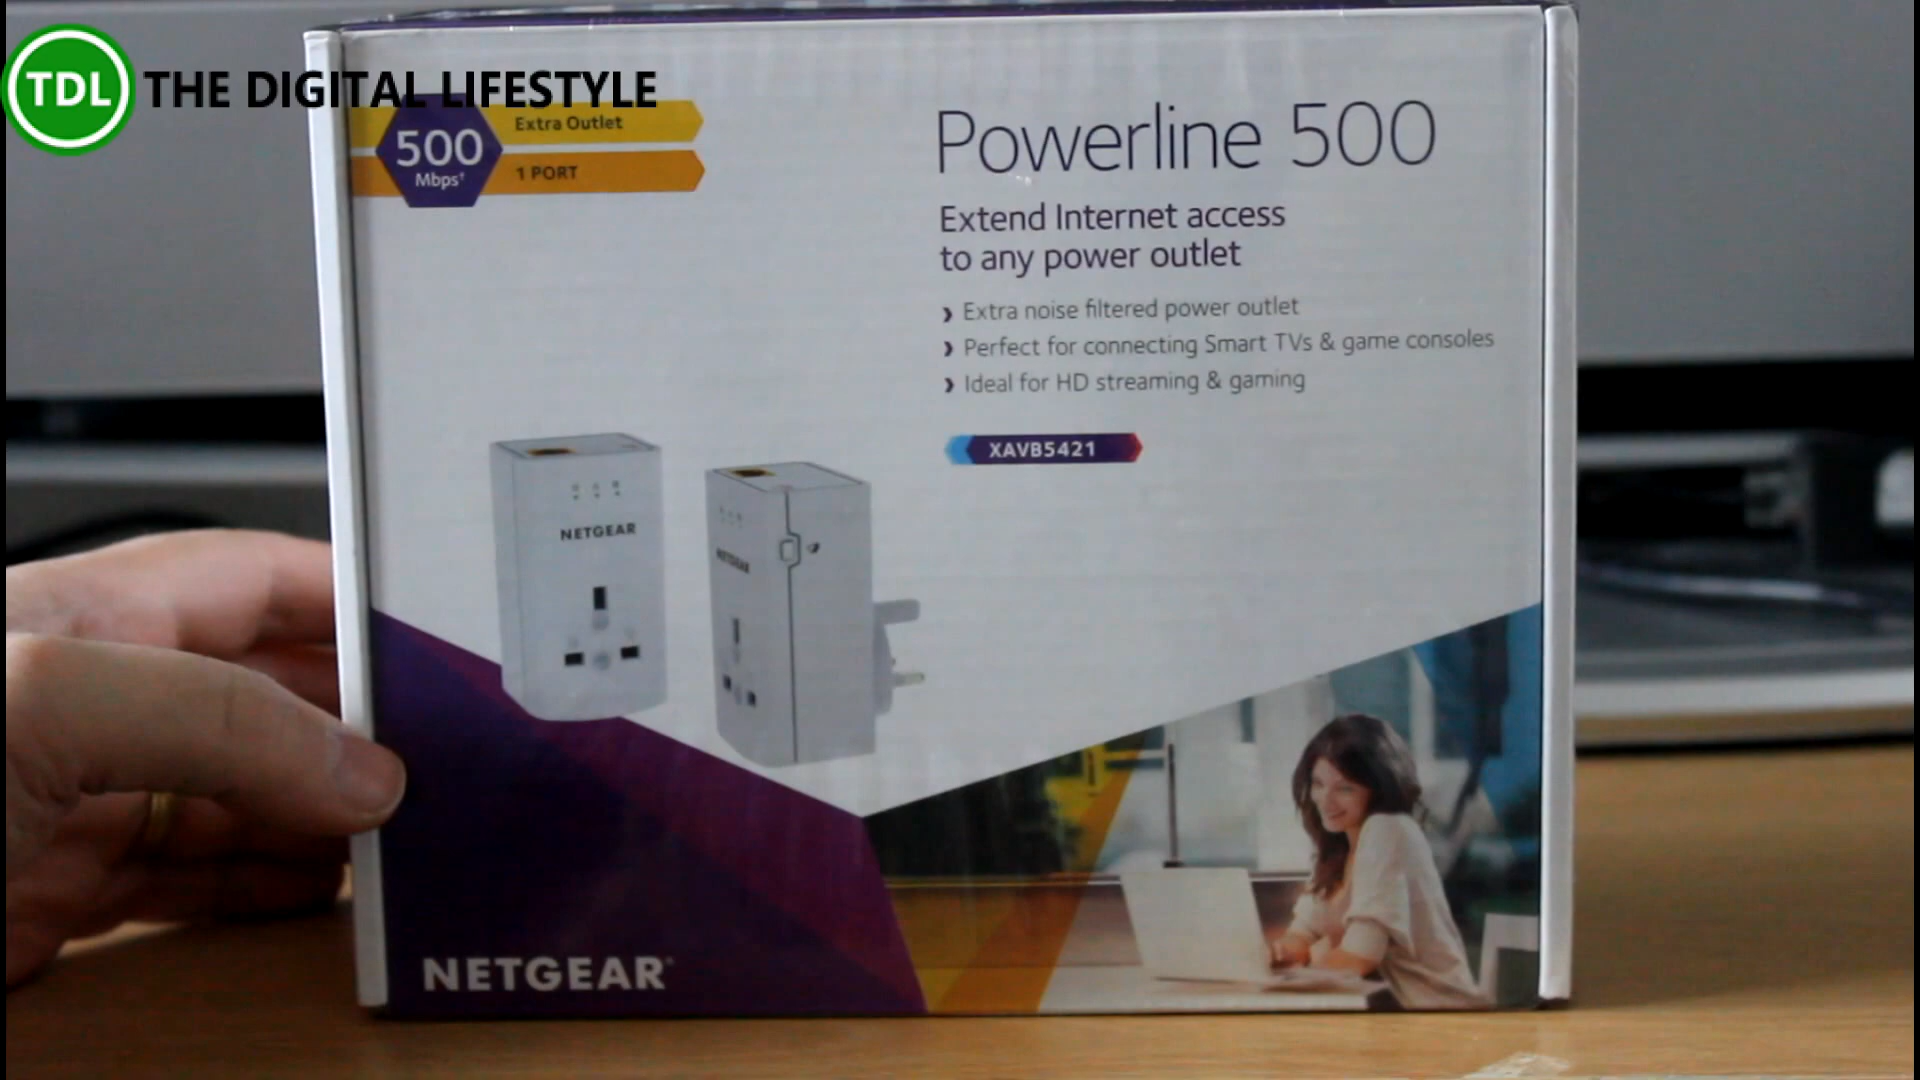 TDL THE DIGITAL LIFESTYLE
500
Mbps†
Extra Outlet
1 PORT
Powerline 500
Extend Internet access
to any power outlet
› Extra noise filtered power outlet
› Perfect for connecting Smart TVs & game consoles
› Ideal for HD streaming & gaming
XAVB5421
NETGEAR
NETGEAR
NETGEAR®